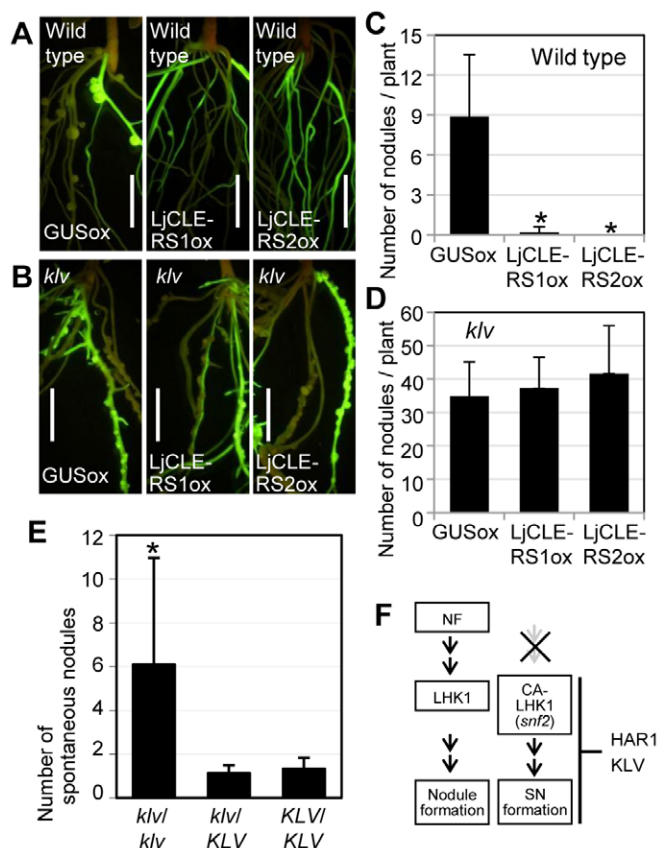 A
Wild
type
Wild
type
Wild
type
GUSox
LjCLE-
RS1ox
LjCLE-
RS2ox
B
klv
klv
klv
GUSox
LjCLE-
RS1ox
LjCLE-
RS2ox
C
Number of nodules / plant
15
12
9
6
3
0
Wild type
*
*
GUSox
LjCLE-
RS1ox
LjCLE-
RS2ox
D
Number of nodules / plant
60
50
40
30
20
10
0
klv
GUSox
LjCLE-
RS1ox
LjCLE-
RS2ox
E
Number of
spontaneous nodules
12
10
8
6
4
2
0
*
klv/
klv
klv/
KLV
KLV/
KLV
F
NF
LHK1
Nodule
formation
CA-
LHK1
(snf2)
SN
formation
HAR1
KLV